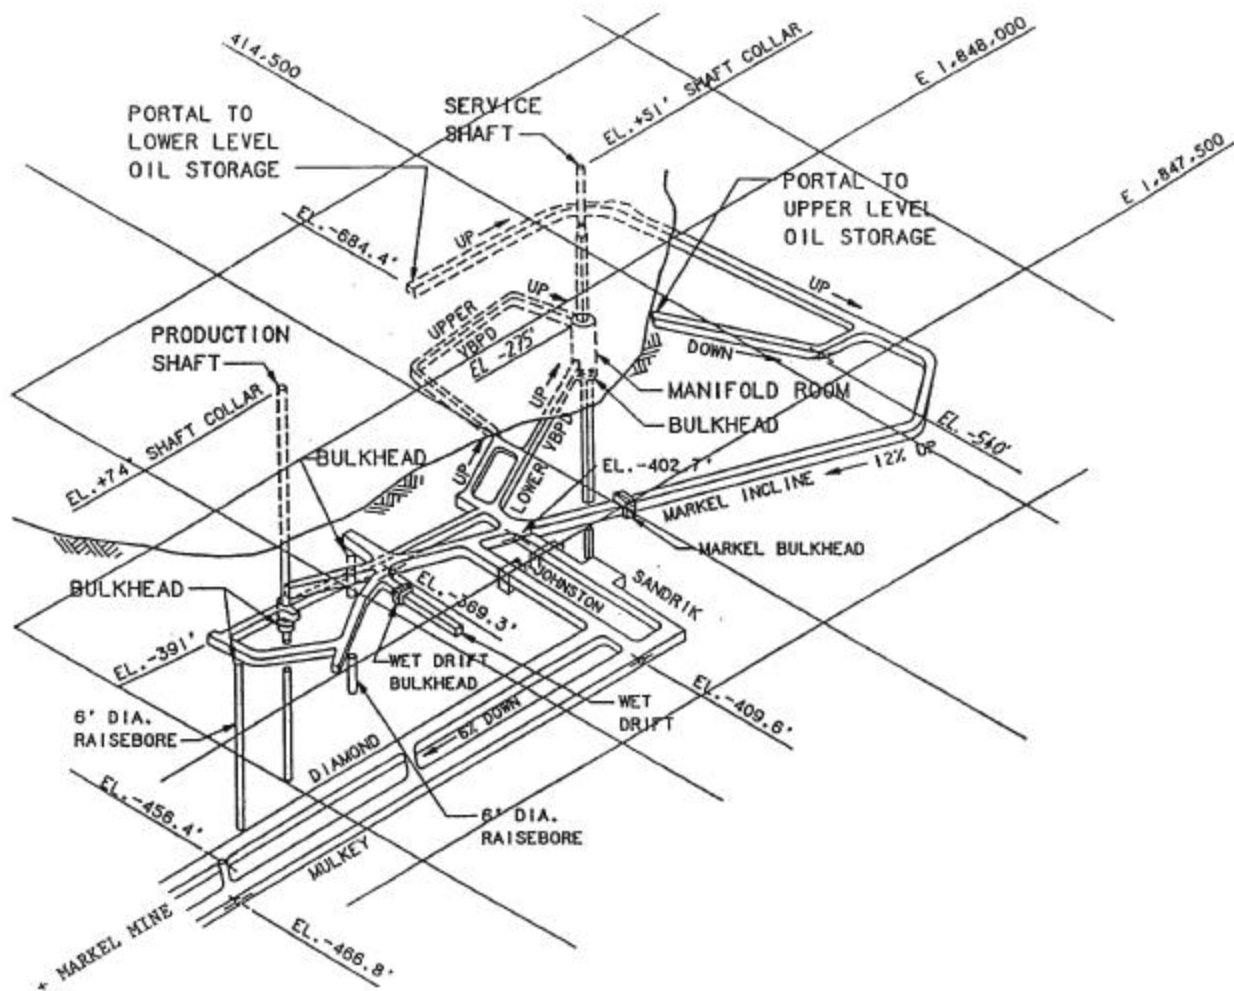 414,500
E 1,848,000
EL.+51' SHAFT COLLAR
SERVICE
SHAFT
PORTAL TO
LOWER LEVEL
OIL STORAGE
E 1,847,500
PORTAL TO
UPPER LEVEL
OIL STORAGE
EL.-684.4'
UP
UP
UP
UPPER
VBPD
EL -275'
DOWN
PRODUCTION
SHAFT
MANIFOLD ROOM
BULKHEAD
UP
LOWER VBPD
UP
EL.+74' SHAFT COLLAR
BULKHEAD
EL.-402.7'
EL. -540'
12% UP
MARKEL INCLINE
MARKEL BULKHEAD
BULKHEAD
JOHNSTON
SANDRIK
EL.-369.3'
EL.-391'
WET DRIFT
BULKHEAD
WET
DRIFT
EL.-409.6'
6' DIA.
RAISEBORE
6% DOWN
DIAMOND
EL.-456.4'
6' DIA.
RAISEBORE
MULKEY
+ MARKEL MINE
EL.-466.8'